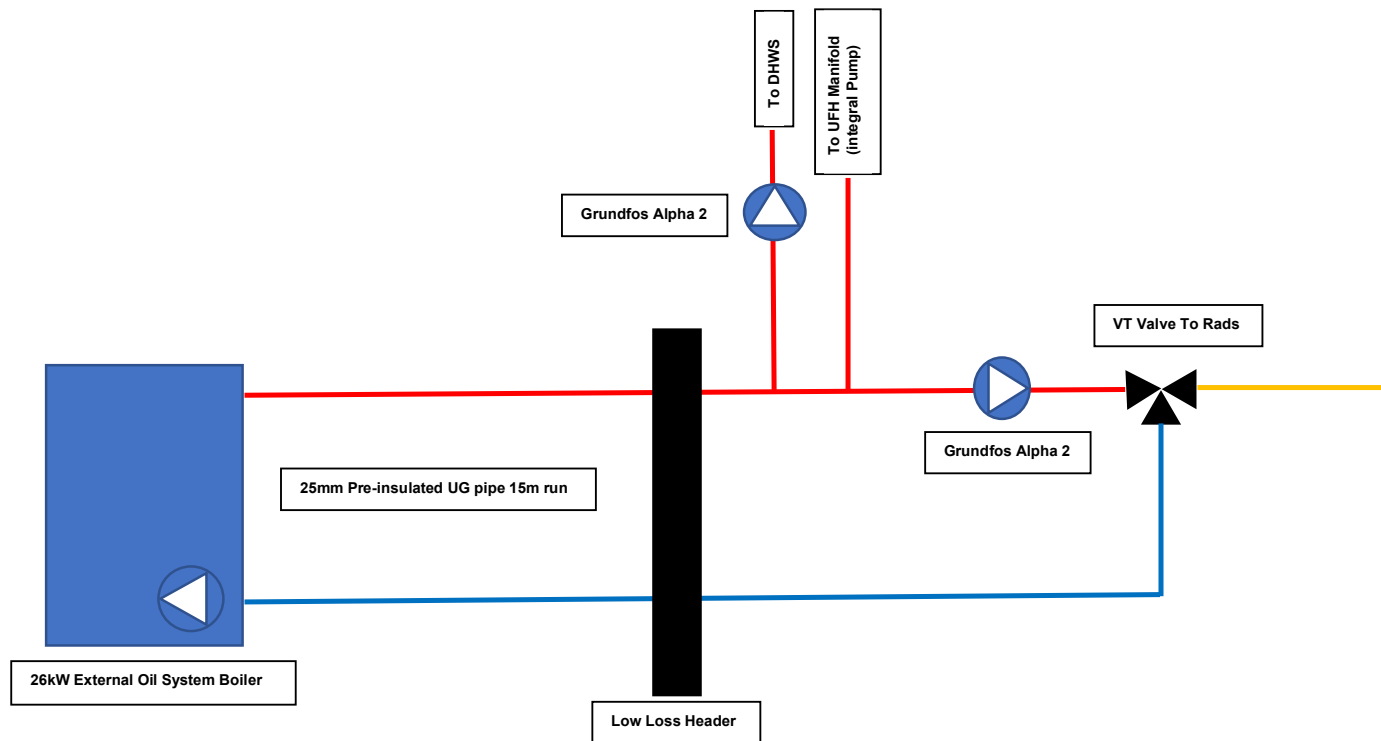 To DHWS
To UFH Manifold
(integral Pump)
Grundfos Alpha 2
VT Valve To Rads
Grundfos Alpha 2
25mm Pre-insulated UG pipe 15m run
26kW External Oil System Boiler
Low Loss Header